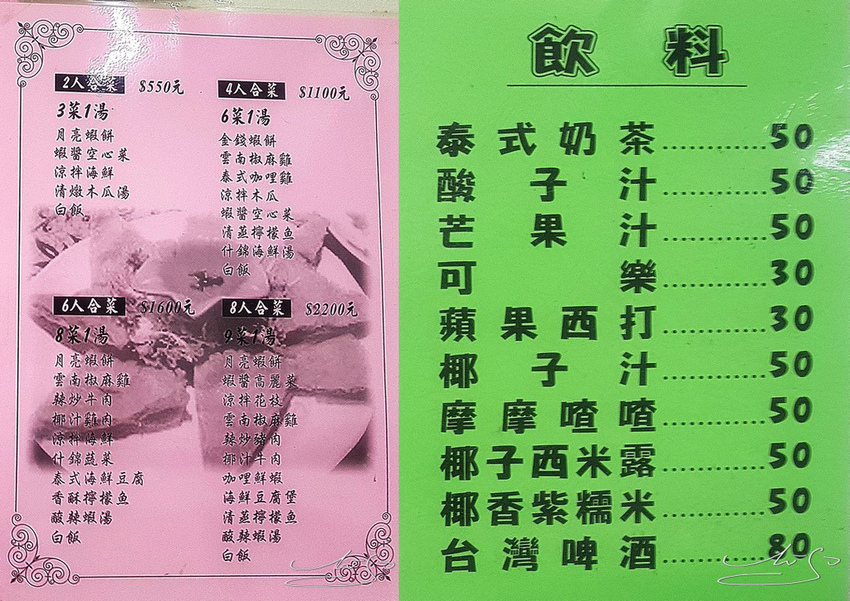 2人合菜 $550元
3菜1湯
月亮蝦餅
蝦醬空心菜
涼拌海鮮
清燉木瓜湯
白飯
4人合菜 $1100元
6菜1湯
金錢蝦餅
雲南椒麻雞
泰式咖哩雞
涼拌木瓜
蝦醬空心菜
清蒸檸檬魚
什錦海鮮湯
白飯
6人合菜 $1600元
8菜1湯
月亮蝦餅
雲南椒麻雞
辣炒牛肉
椰汁雞肉
涼拌海鮮
什錦蔬菜
泰式海鮮豆腐
香酥檸檬魚
酸辣蝦湯
白飯
8人合菜 $2200元
9菜1湯
月亮蝦餅
蝦醬高麗菜
涼拌花枝
雲南椒麻雞
辣炒豬肉
椰汁牛肉
咖哩鮮蝦
海鮮豆腐煲
清蒸檸檬魚
酸辣蝦湯
白飯
飲料
泰式奶茶..........50
酸子汁..........50
芒果汁..........50
可樂..........30
蘋果西打..........30
椰子汁..........50
摩摩喳喳..........50
椰子西米露..........50
椰香紫糯米..........50
台灣啤酒..........80